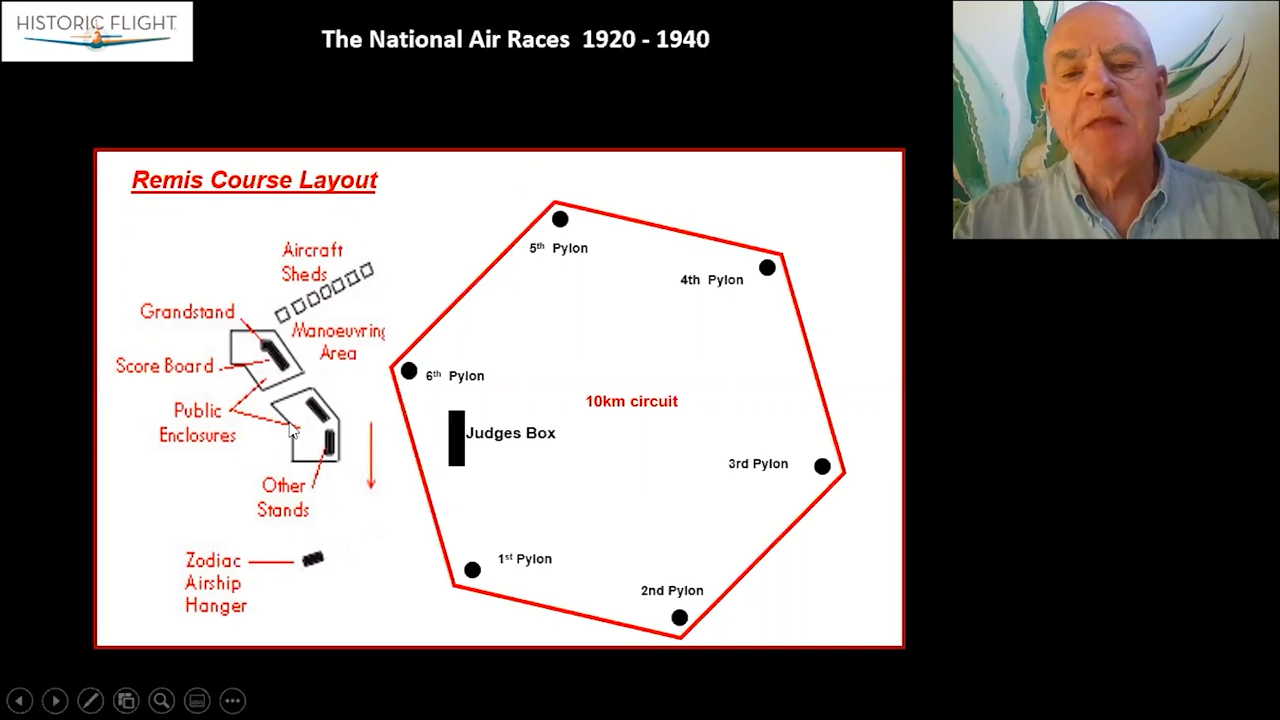 HISTORIC FLIGHT
The National Air Races 1920 - 1940
Remis Course Layout
Aircraft
Sheds
Grandstand
Manoeuvring
Area
Score Board
Public
Enclosures
Other
Stands
Zodiac
Airship
Hanger
5th Pylon
4th Pylon
6th Pylon
10km circuit
Judges Box
3rd Pylon
1st Pylon
2nd Pylon